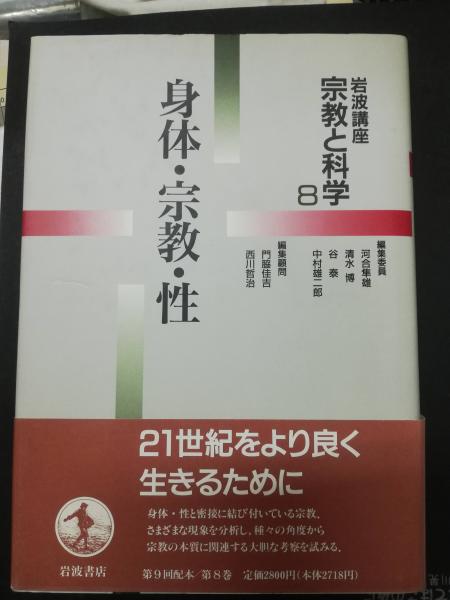 岩波講座
宗教と科学
8
身体・宗教・性
編集委員
河合隼雄
清水 博
谷 泰
中村雄二郎
編集顧問
門脇佳吉
西川哲治
21世紀をより良く
生きるために
身体・性と密接に結び付いている宗教.
さまざまな現象を分析し,種々の角度から
宗教の本質に関連する大胆な考察を試みる.
岩波書店
第9回配本/第8巻 定価2800円(本体2718円)